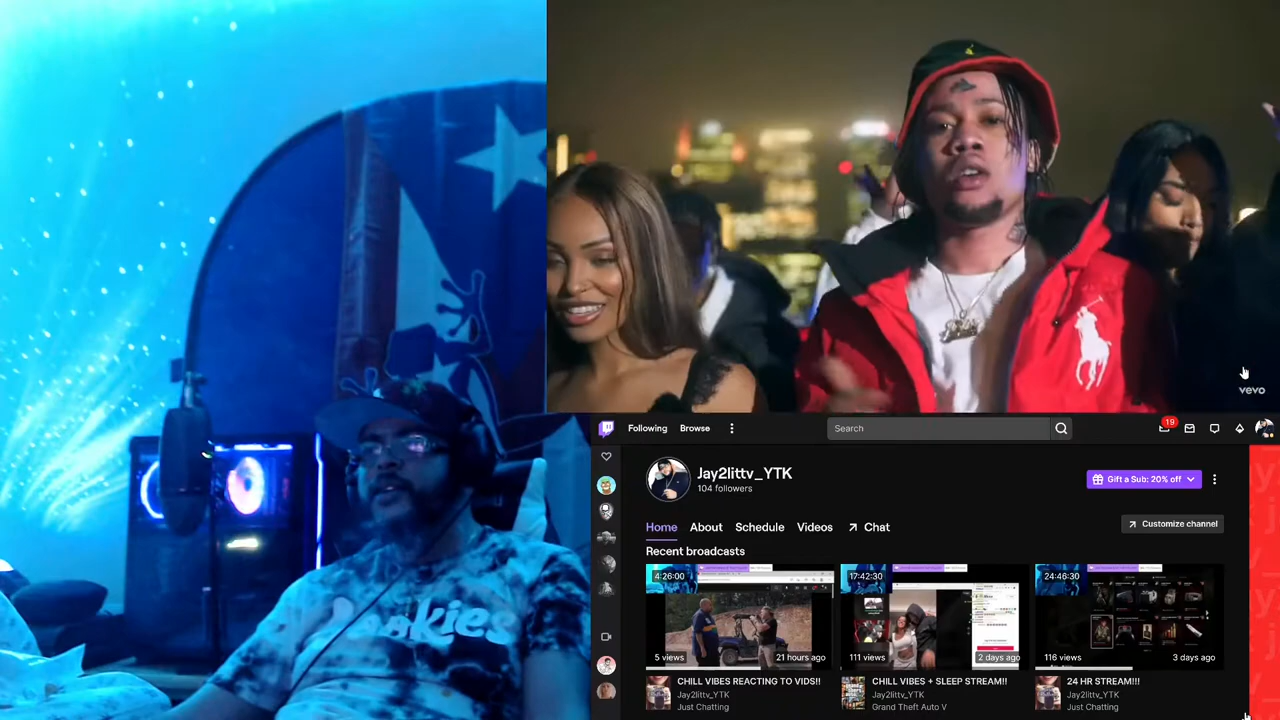 vevo
Following
Browse
Search
19
Jay2littv_YTK
104 followers
Gift a Sub: 20% off
Home
About
Schedule
Videos
Chat
Customize channel
Recent broadcasts
4:26:00
5 views
21 hours ago
17:42:30
111 views
2 days ago
24:46:30
116 views
3 days ago
CHILL VIBES REACTING TO VIDS!!
Jay2littv_YTK
Just Chatting
CHILL VIBES + SLEEP STREAM!!
Jay2littv_YTK
Grand Theft Auto V
24 HR STREAM!!!
Jay2littv_YTK
Just Chatting
Cookies